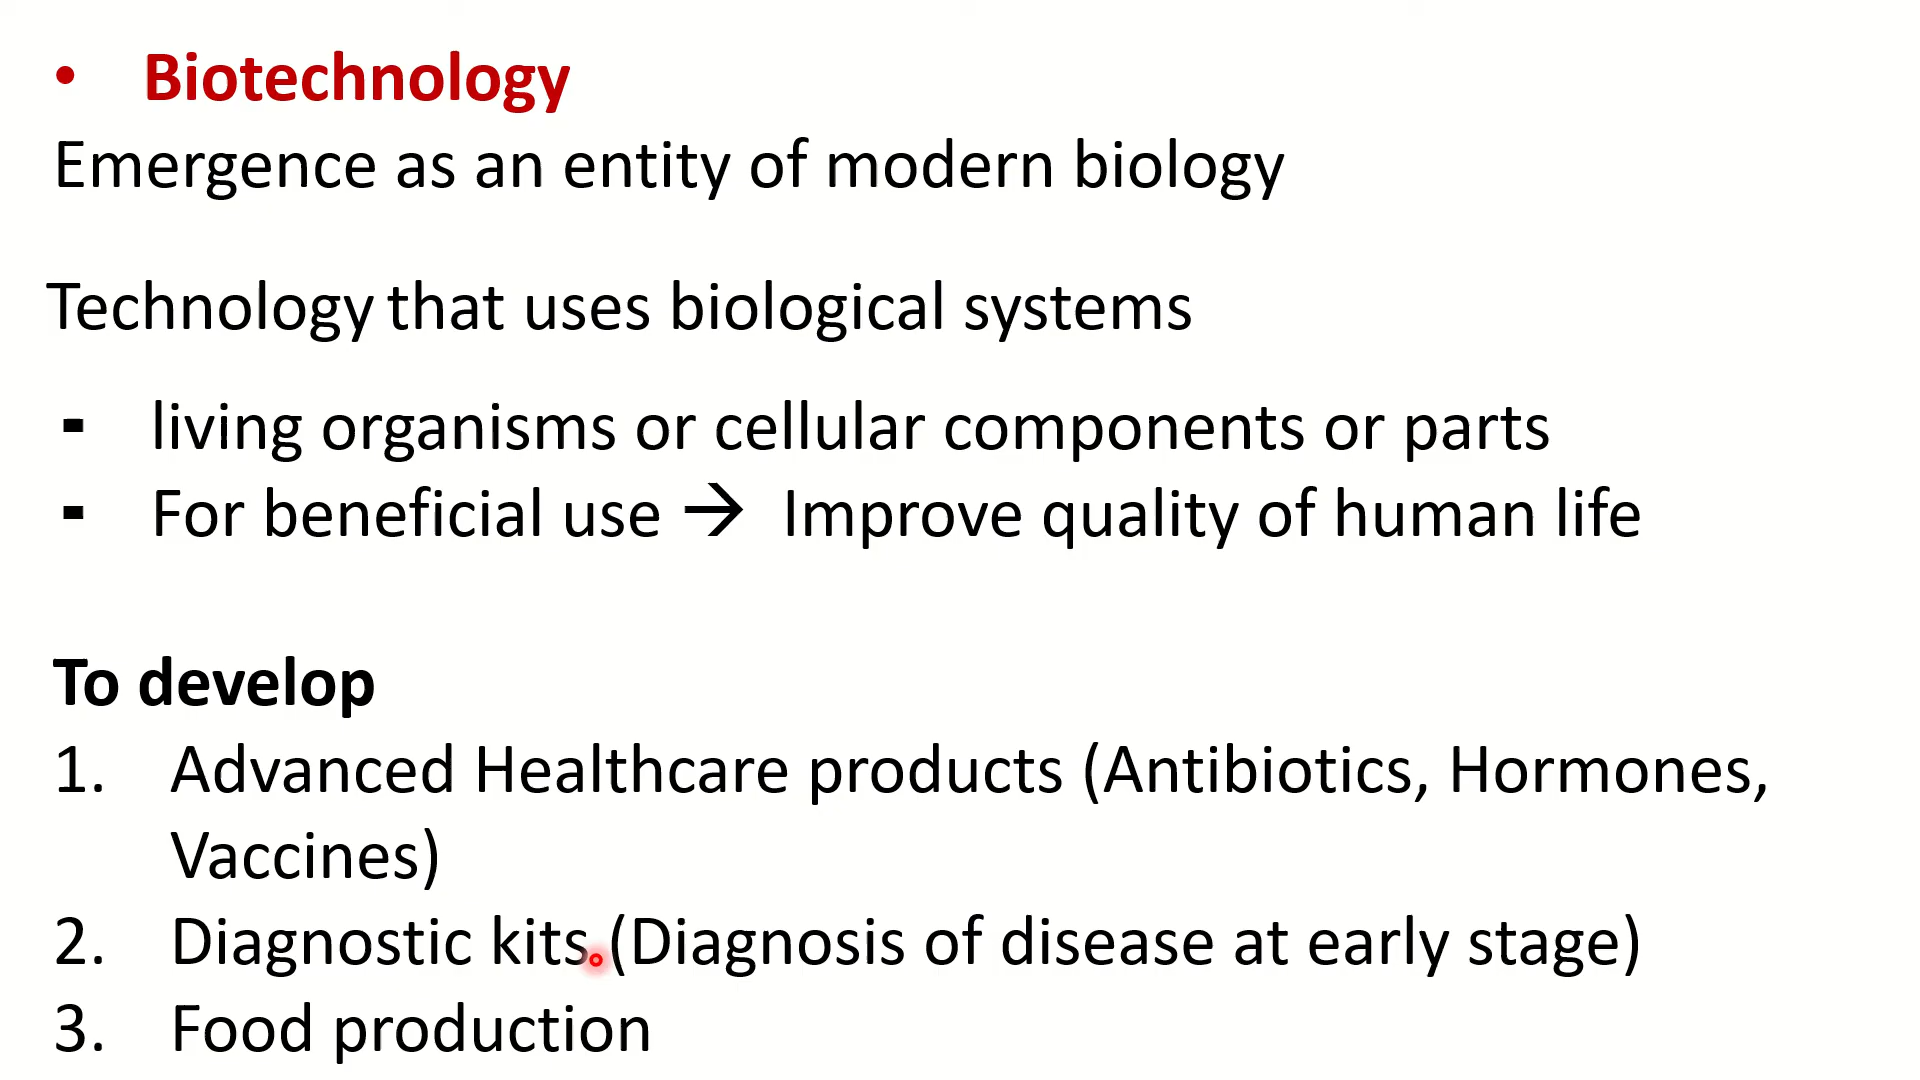 • Biotechnology
Emergence as an entity of modern biology
Technology that uses biological systems
▪ living organisms or cellular components or parts
▪ For beneficial use → Improve quality of human life
To develop
1. Advanced Healthcare products (Antibiotics, Hormones,
Vaccines)
2. Diagnostic kits (Diagnosis of disease at early stage)
3. Food production